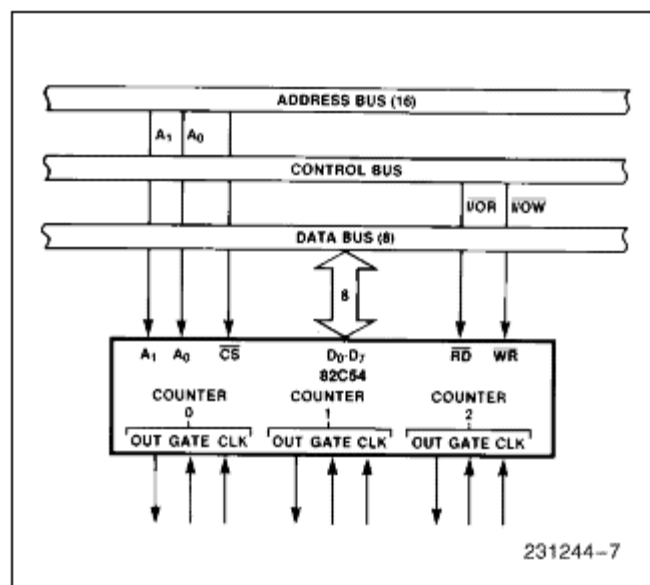 ADDRESS BUS (16)
A1 A0
CONTROL BUS
I/OR I/OW
DATA BUS (8)
8
A1 A0 CS D0-D7 RD WR
82C54
COUNTER 0 COUNTER 1 COUNTER 2
OUT GATE CLK OUT GATE CLK OUT GATE CLK
231244-7